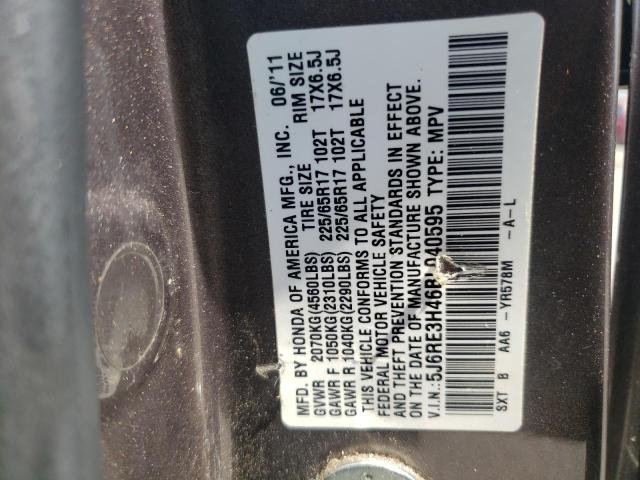 MFD. BY HONDA OF AMERICA MFG., INC. 06/'11
TIRE SIZE RIM SIZE
GVWR 2070KG(4560LBS)
GAWR F 1050KG(2310LBS) 225/65R17 102T 17X6.5J
GAWR R 1040KG(2290LBS) 225/65R17 102T 17X6.5J
THIS VEHICLE CONFORMS TO ALL APPLICABLE
FEDERAL MOTOR VEHICLE SAFETY
AND THEFT PREVENTION STANDARDS IN EFFECT
ON THE DATE OF MANUFACTURE SHOWN ABOVE.
V.I.N.: TYPE: MPV
SXT B AA6 -YR578M -A-L